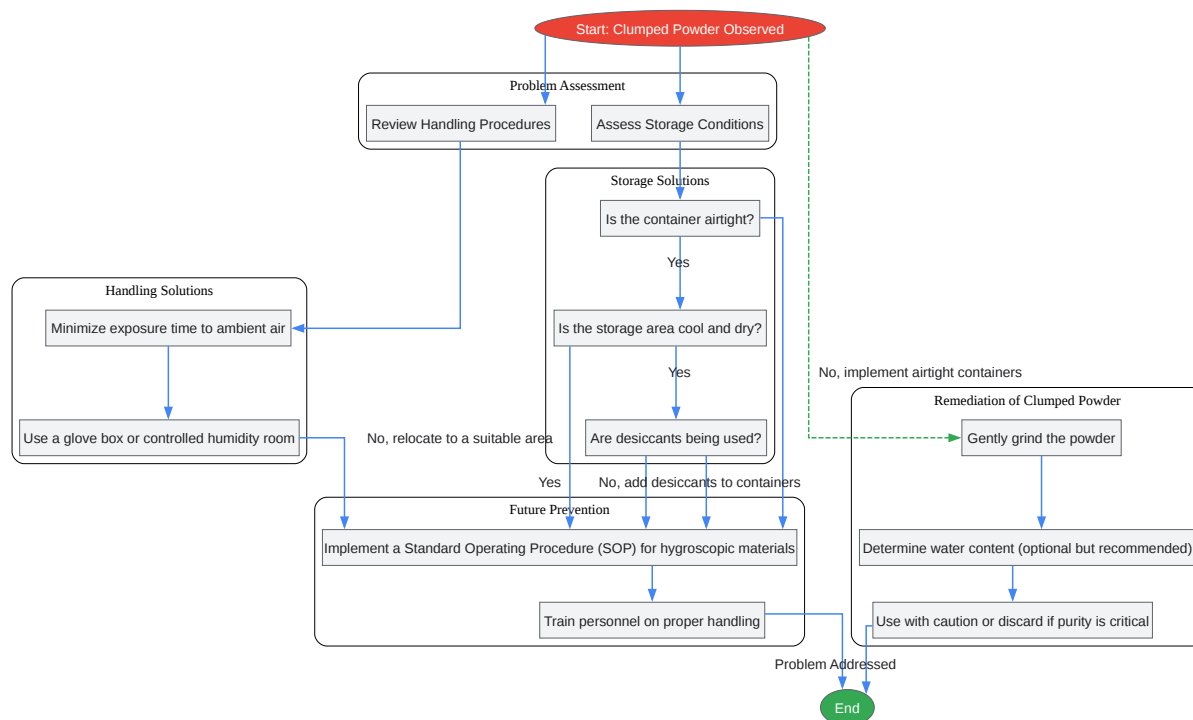 Start: Clumped Powder Observed
Problem Assessment
Review Handling Procedures
Assess Storage Conditions
Storage Solutions
Is the container airtight?
Yes
Handling Solutions
Minimize exposure time to ambient air
Is the storage area cool and dry?
Yes
No, implement airtight containers
Remediation of Clumped Powder
Use a glove box or controlled humidity room
No, relocate to a suitable area
Are desiccants being used?
Gently grind the powder
Yes
No, add desiccants to containers
Future Prevention
Implement a Standard Operating Procedure (SOP) for hygroscopic materials
Determine water content (optional but recommended)
Train personnel on proper handling
Use with caution or discard if purity is critical
Problem Addressed
End